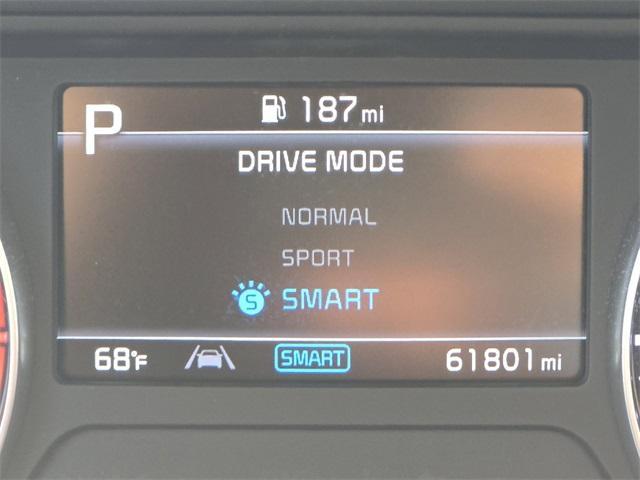 187 mi
P
DRIVE MODE
NORMAL
SPORT
S SMART
68°F SMART 61801 mi